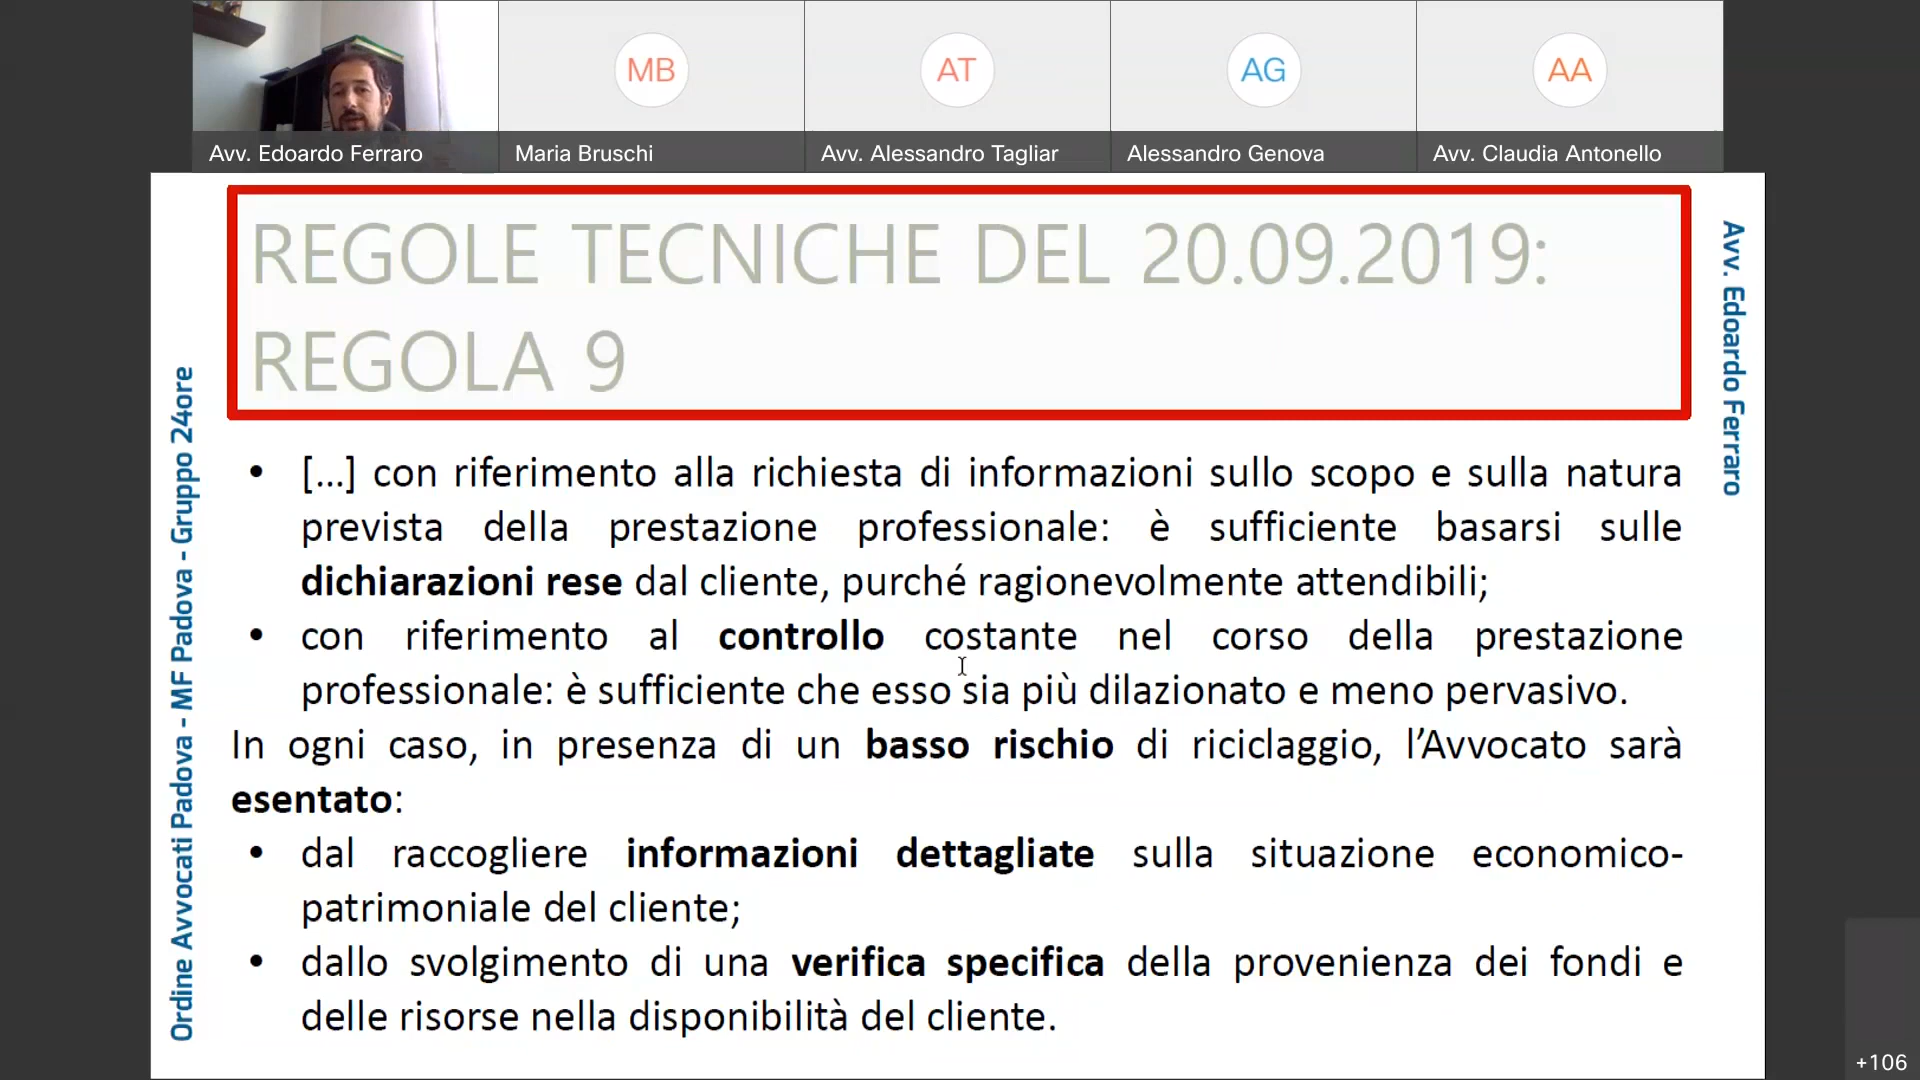 MB
AT
AG
AA
Avv. Edoardo Ferraro
Maria Bruschi
Avv. Alessandro Tagliar
Alessandro Genova
Avv. Claudia Antonello
REGOLE TECNICHE DEL 20.09.2019:
REGOLA 9
• […] con riferimento alla richiesta di informazioni sullo scopo e sulla natura
prevista della prestazione professionale: è sufficiente basarsi sulle
dichiarazioni rese dal cliente, purché ragionevolmente attendibili;
• con riferimento al controllo costante nel corso della prestazione
professionale: è sufficiente che esso sia più dilazionato e meno pervasivo.
In ogni caso, in presenza di un basso rischio di riciclaggio, l’Avvocato sarà
esentato:
• dal raccogliere informazioni dettagliate sulla situazione economico-
patrimoniale del cliente;
• dallo svolgimento di una verifica specifica della provenienza dei fondi e
delle risorse nella disponibilità del cliente.
Ordine Avvocati Padova - MF Padova - Gruppo 24ore
Avv. Edoardo Ferraro
+106